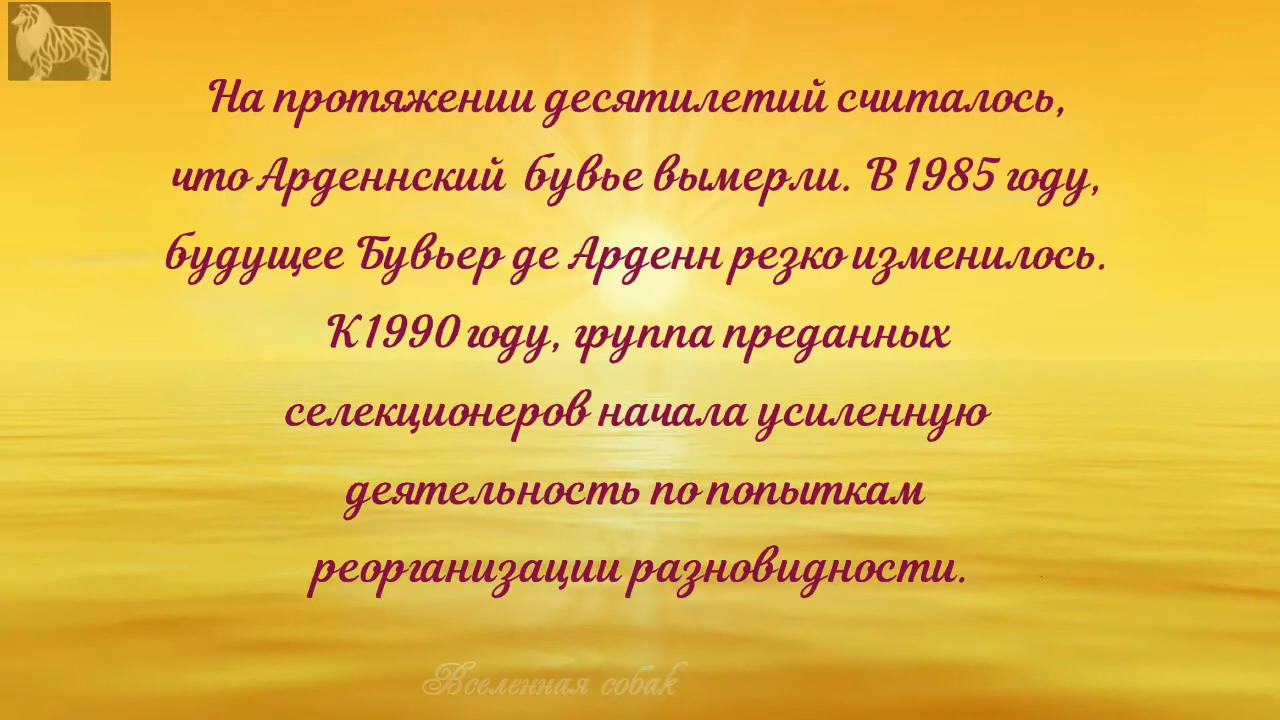 На протяжении десятилетий считалось,
что Арденнский бувье вымерли. В 1985 году,
будущее Бувьер де Арденн резко изменилось.
К 1990 году, группа преданных
селекционеров начала усиленную
деятельность по попыткам
реорганизации разновидности.
Вселенная собак